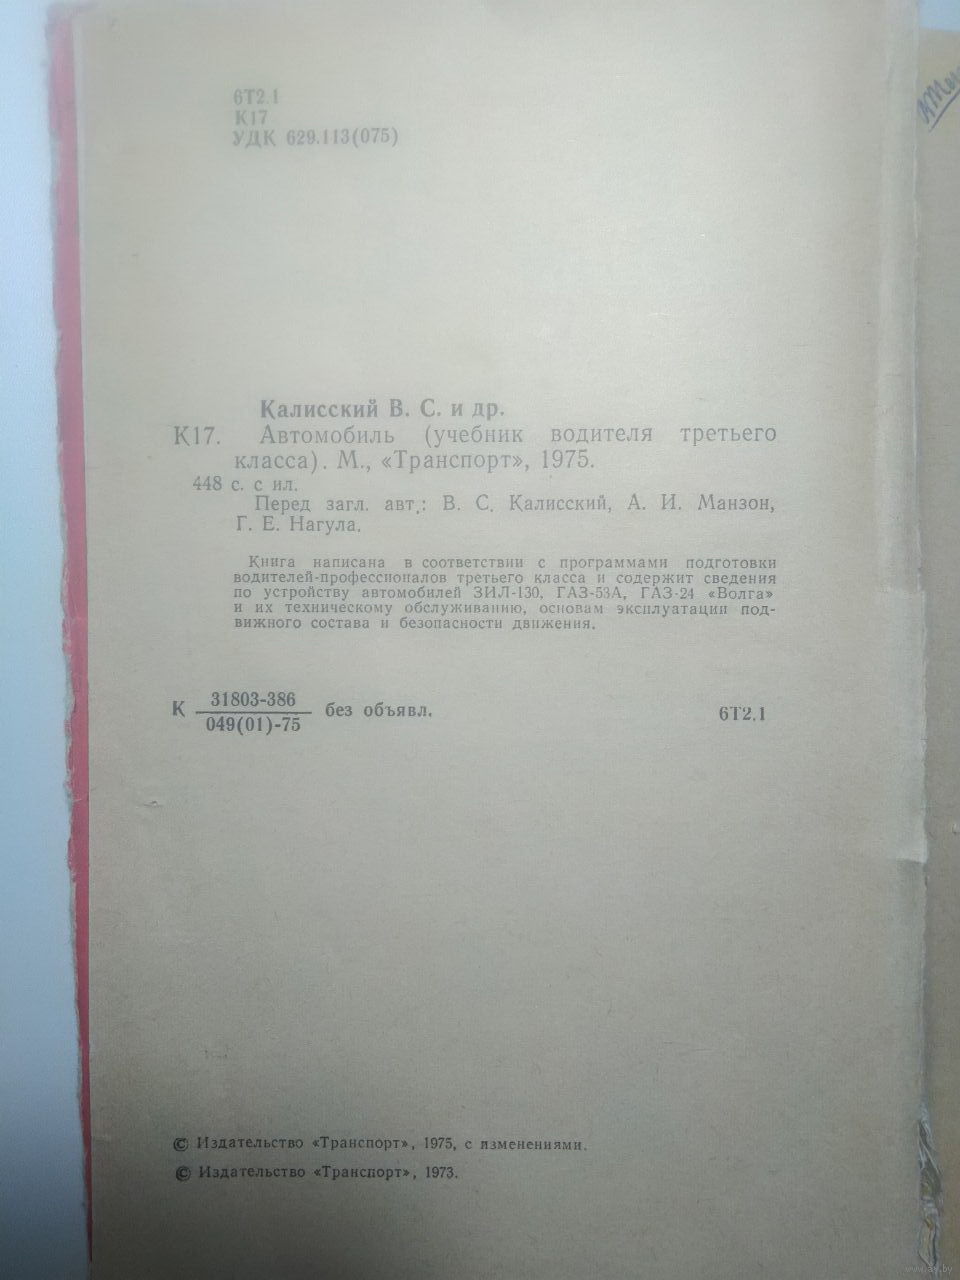 6Т2.1
К17
УДК 629.113(075)
Калисский В. С. и др.
К17. Автомобиль (учебник водителя третьего
класса). М., «Транспорт», 1975.
448 с. с ил.
Перед загл. авт.: В. С. Калисский, А. И. Манзон,
Г. Е. Нагула.
Книга написана в соответствии с программами подготовки
водителей-профессионалов третьего класса и содержит сведения
по устройству автомобилей ЗИЛ-130, ГАЗ-53А, ГАЗ-24 «Волга»
и их техническому обслуживанию, основам эксплуатации под-
вижного состава и безопасности движения.
К 31803-386 без объявл. 6Т2.1
049(01)-75
© Издательство «Транспорт», 1975, с изменениями.
© Издательство «Транспорт», 1973.